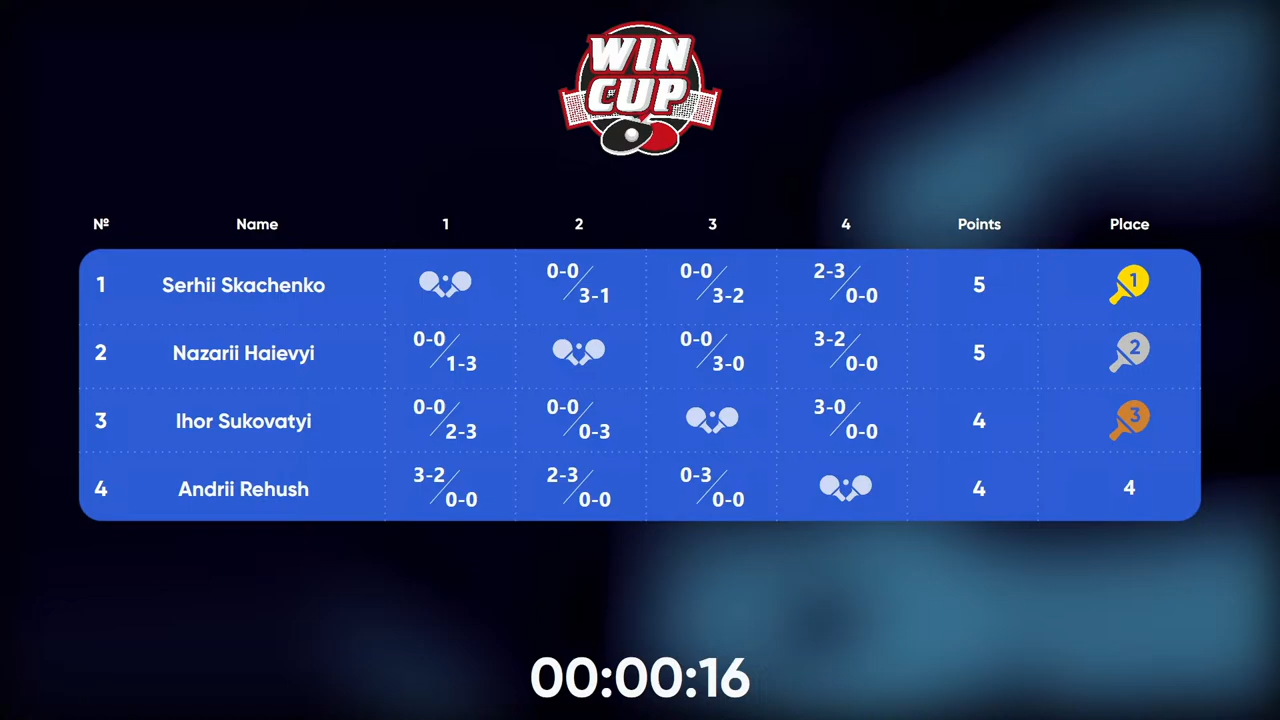 WIN
CUP
№ Name 1 2 3 4 Points Place
1 Serhii Skachenko 0-0/3-1 0-0/3-2 2-3/0-0 5 1
2 Nazarii Haievyi 0-0/1-3 0-0/3-0 3-2/0-0 5 2
3 Ihor Sukovatyi 0-0/2-3 0-0/0-3 3-0/0-0 4 3
4 Andrii Rehush 3-2/0-0 2-3/0-0 0-3/0-0 4 4
00:00:16